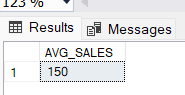 123 %
Results Messages
AVG_SALES
1 150